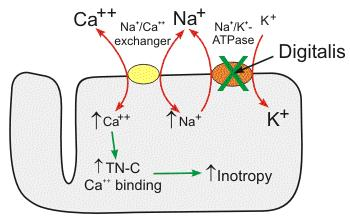 Ca⁺⁺
Na⁺/Ca⁺⁺
exchanger
Na⁺
Na⁺/K⁺-
ATPase
K⁺
Digitalis
↑Ca⁺⁺
↑Na⁺
K⁺
↑TN-C
Ca⁺⁺ binding
↑Inotropy